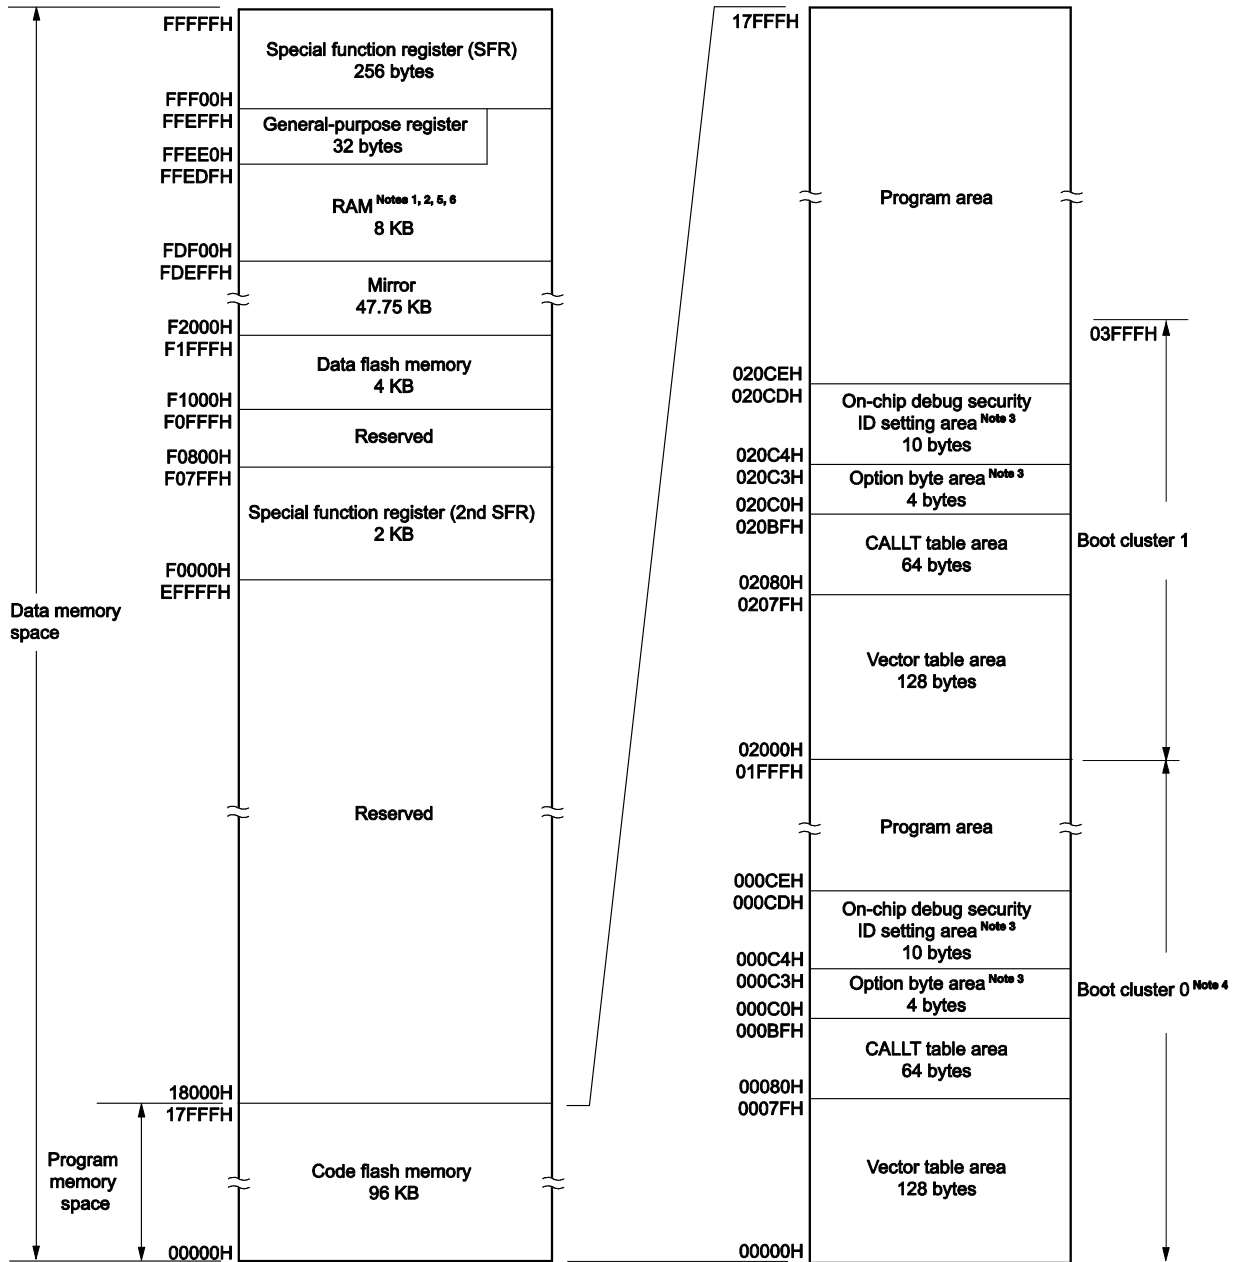 FFFFFH
Special function register (SFR)
256 bytes
FFF00H
FFEFFH
General-purpose register
32 bytes
FFEE0H
FFEDFH
RAM Notes 1, 2, 5, 6
8 KB
FDF00H
FDEFFH
Mirror
47.75 KB
F2000H
F1FFFH
Data flash memory
4 KB
F1000H
F0FFFH
Reserved
F0800H
F07FFH
Special function register (2nd SFR)
2 KB
F0000H
EFFFFH
Data memory
space
Reserved
18000H
17FFFH
Program
memory
space
Code flash memory
96 KB
00000H
17FFFH
Program area
03FFFH
020CEH
020CDH
On-chip debug security
ID setting area Note 3
10 bytes
020C4H
020C3H
Option byte area Note 3
4 bytes
020C0H
020BFH
CALLT table area
64 bytes
Boot cluster 1
02080H
0207FH
Vector table area
128 bytes
02000H
01FFFH
Program area
000CEH
000CDH
On-chip debug security
ID setting area Note 3
10 bytes
000C4H
000C3H
Option byte area Note 3
4 bytes
Boot cluster 0 Note 4
000C0H
000BFH
CALLT table area
64 bytes
00080H
0007FH
Vector table area
128 bytes
00000H